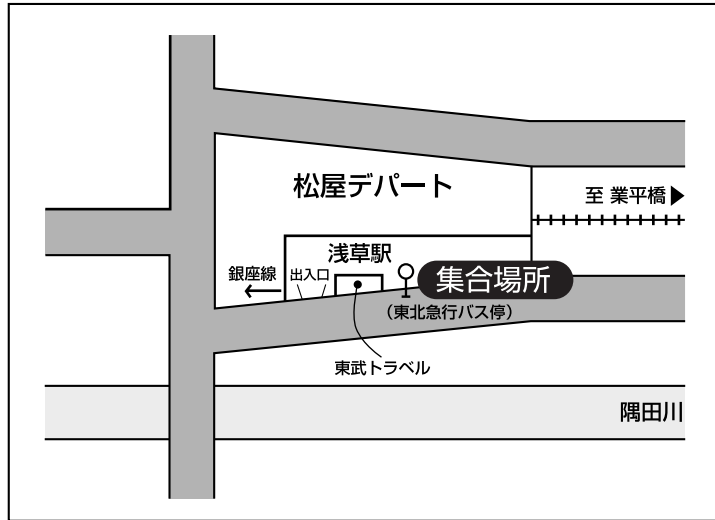 松屋デパート
至 業平橋
浅草駅
銀座線
出入口
集合場所
（東北急行バス停）
東武トラベル
隅田川